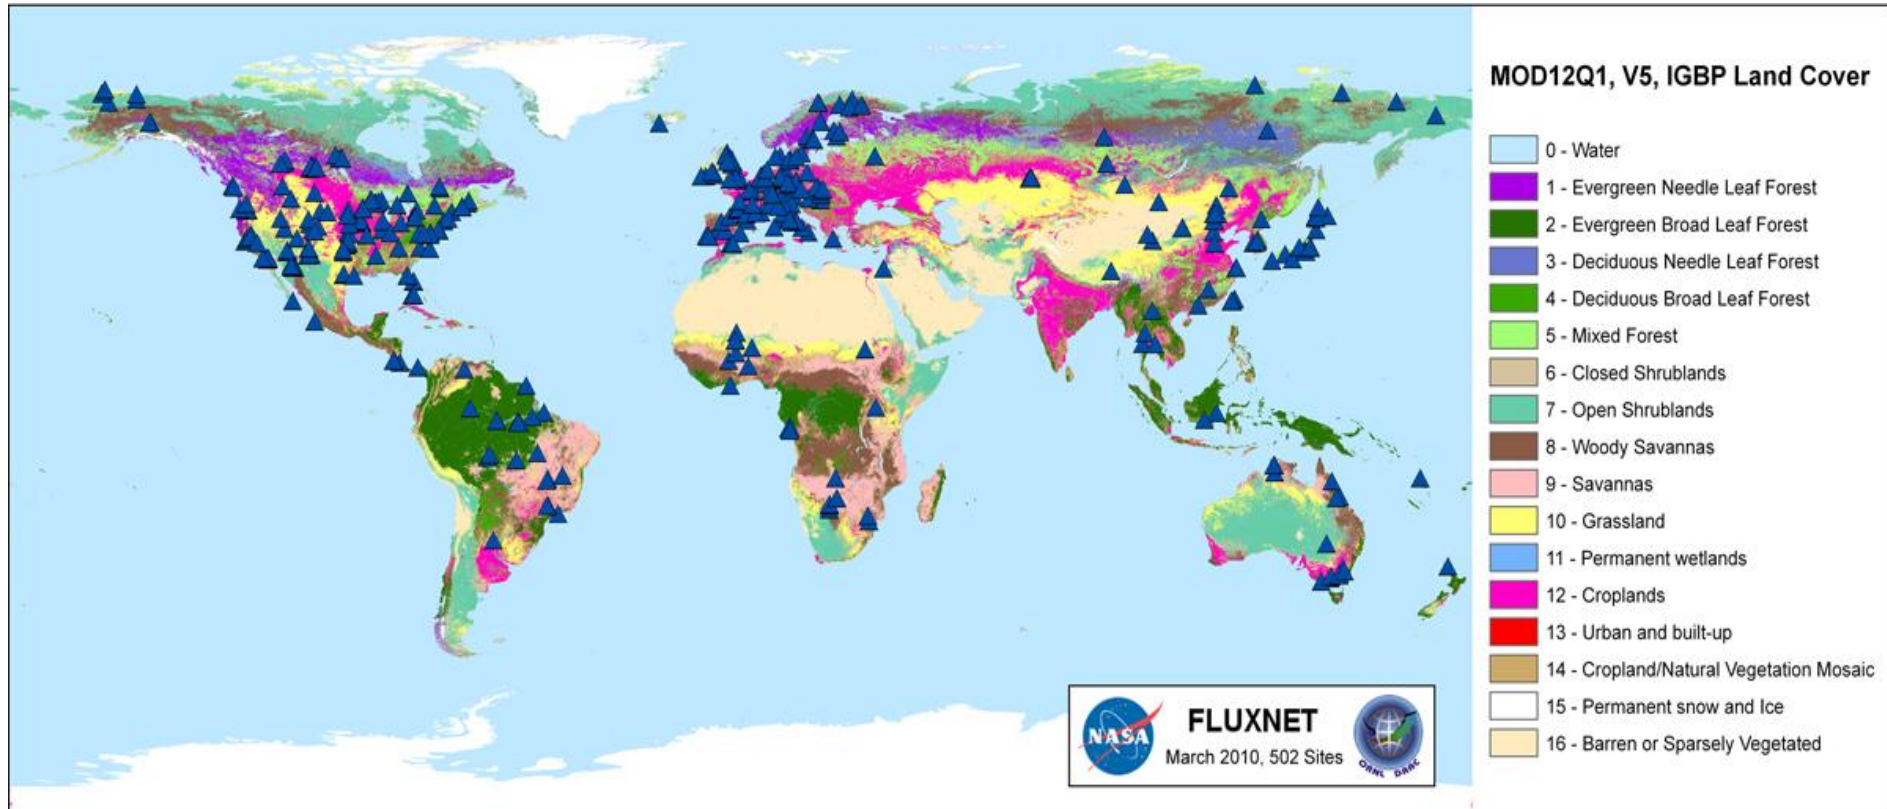 MOD12Q1, V5, IGBP Land Cover
0 - Water
1 - Evergreen Needle Leaf Forest
2 - Evergreen Broad Leaf Forest
3 - Deciduous Needle Leaf Forest
4 - Deciduous Broad Leaf Forest
5 - Mixed Forest
6 - Closed Shrublands
7 - Open Shrublands
8 - Woody Savannas
9 - Savannas
10 - Grassland
11 - Permanent wetlands
12 - Croplands
13 - Urban and built-up
14 - Cropland/Natural Vegetation Mosaic
15 - Permanent snow and Ice
16 - Barren or Sparsely Vegetated
NASA
FLUXNET
March 2010, 502 Sites
ORNL DAAC